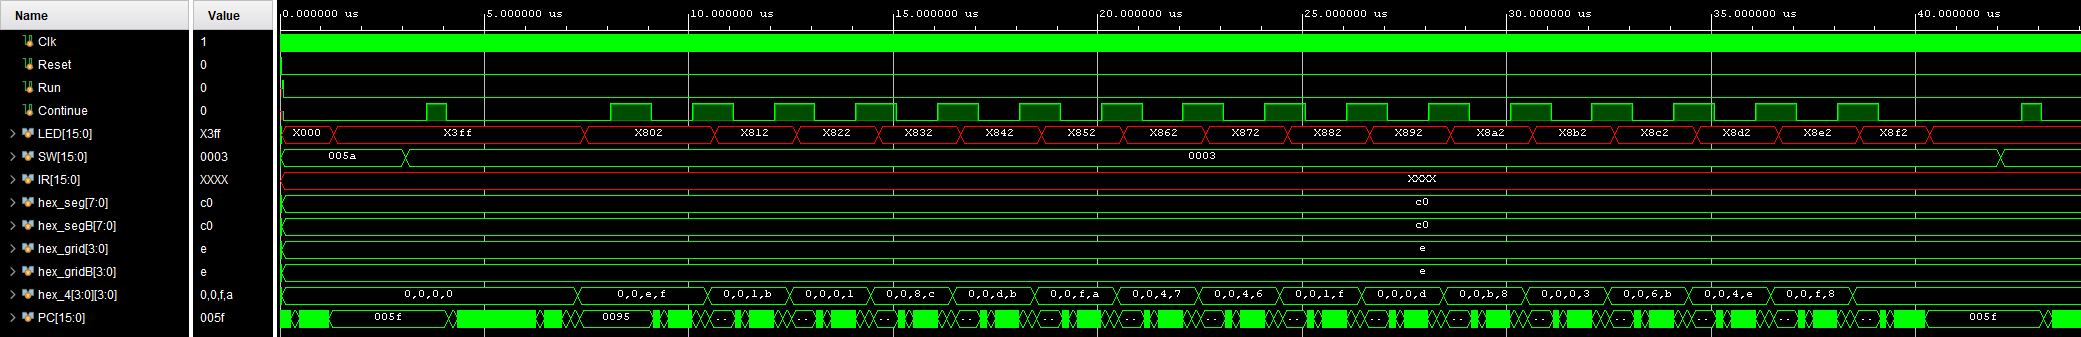 Name Value 0.000000 us 5.000000 us 10.000000 us 15.000000 us 20.000000 us 25.000000 us 30.000000 us 35.000000 us 40.000000 us
Clk 1
Reset 0
Run 0
Continue 0
LED[15:0] X3ff X000 X3ff X802 X812 X822 X832 X842 X852 X862 X872 X882 X892 X8a2 X8b2 X8c2 X8d2 X8e2 X8f2
SW[15:0] 0003 005a 0003
IR[15:0] XXXX XXXX
hex_seg[7:0] c0 c0
hex_segB[7:0] c0 c0
hex_grid[3:0] e e
hex_gridB[3:0] e e
hex_4[3:0][3:0] 0,0,f,a 0,0,0,0 0,0,e,f 0,0,1,b 0,0,0,1 0,0,8,c 0,0,d,b 0,0,f,a 0,0,4,7 0,0,4,6 0,0,1,f 0,0,0,d 0,0,b,8 0,0,0,3 0,0,6,b 0,0,4,e 0,0,f,8
PC[15:0] 005f 005f 0095 .. .. .. .. .. .. .. .. .. .. .. .. .. .. .. 005f